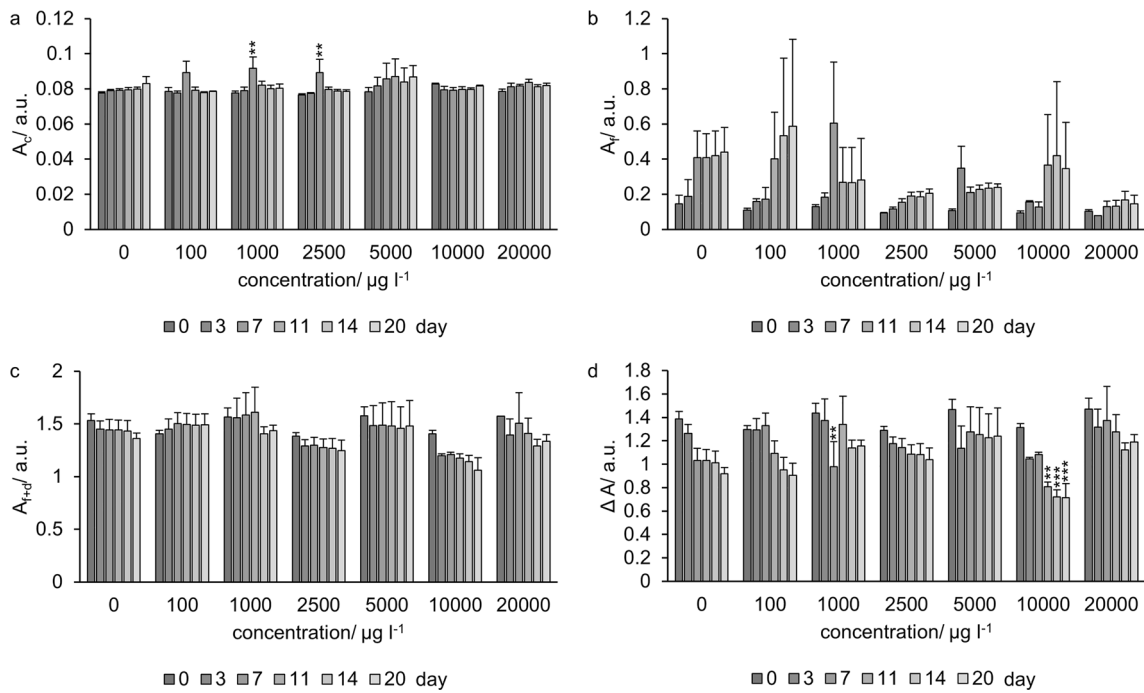 a
0.12
0.1
0.08
0.06
0.04
0.02
0
A_c/ a.u.
**
**
0 100 1000 2500 5000 10000 20000
concentration/ µg l⁻¹
0 3 7 11 14 20 day
b
1.2
1
0.8
0.6
0.4
0.2
0
A_f/ a.u.
0 100 1000 2500 5000 10000 20000
concentration/ µg l⁻¹
0 3 7 11 14 20 day
c
2
1.5
1
0.5
0
A_f+d/ a.u.
0 100 1000 2500 5000 10000 20000
concentration/ µg l⁻¹
0 3 7 11 14 20 day
d
1.8
1.6
1.4
1.2
1
0.8
0.6
0.4
0.2
0
Δ A/ a.u.
**
**
***
***
0 100 1000 2500 5000 10000 20000
concentration/ µg l⁻¹
0 3 7 11 14 20 day